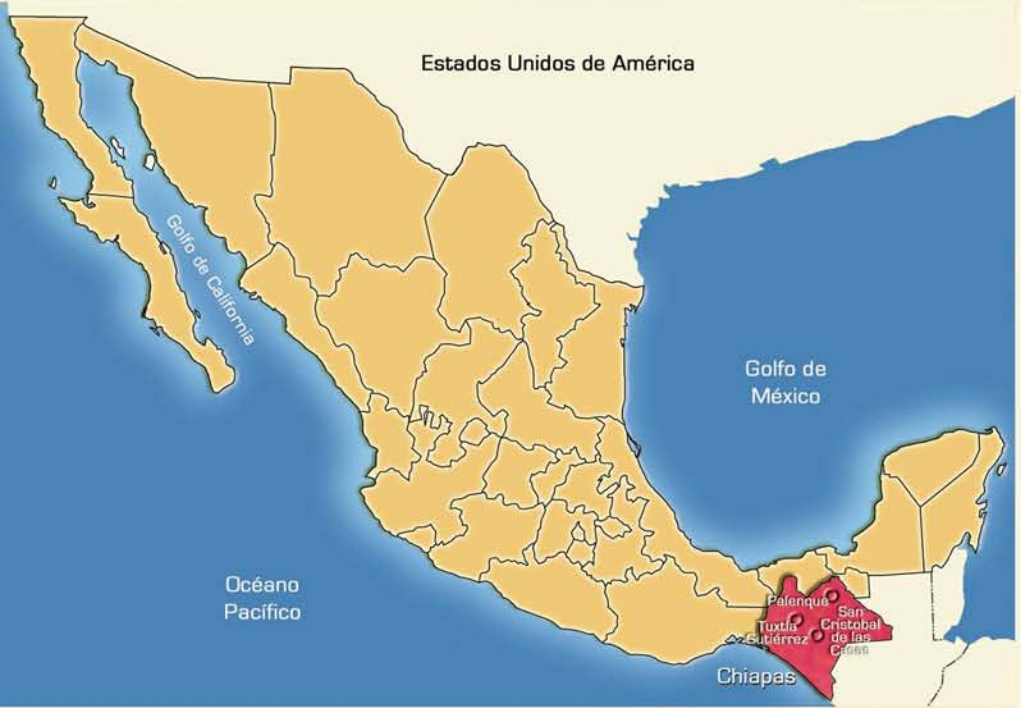 Estados Unidos de América
Golfo de California
Golfo de
México
Océano
Pacífico
Palenque
San
Cristobal
de las
Casas
Tuxtla
Gutiérrez
Chiapas